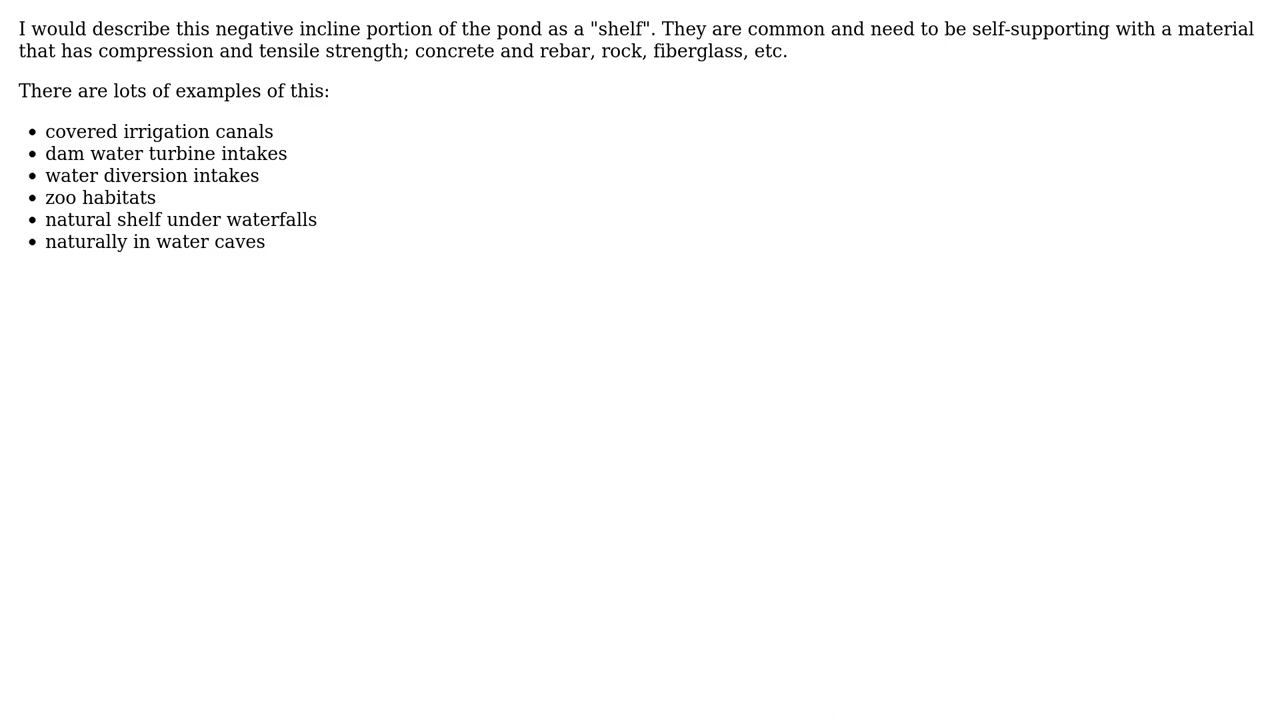 I would describe this negative incline portion of the pond as a "shelf". They are common and need to be self-supporting with a material
that has compression and tensile strength; concrete and rebar, rock, fiberglass, etc.
There are lots of examples of this:
• covered irrigation canals
• dam water turbine intakes
• water diversion intakes
• zoo habitats
• natural shelf under waterfalls
• naturally in water caves